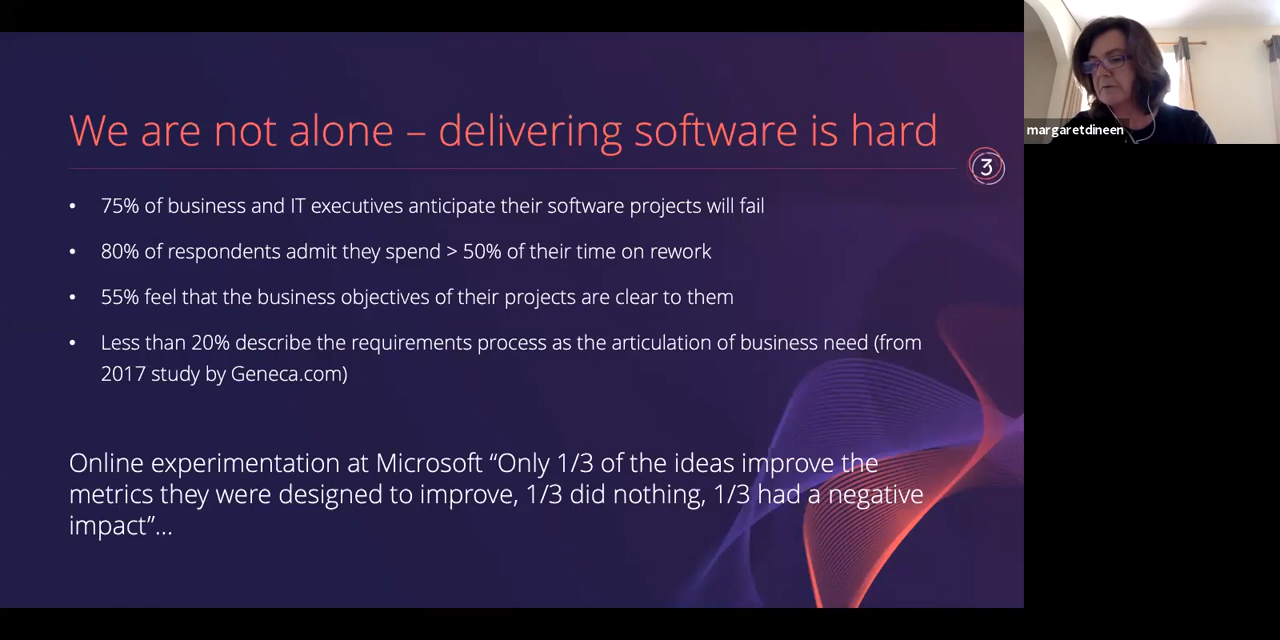 We are not alone – delivering software is hard
3
• 75% of business and IT executives anticipate their software projects will fail
• 80% of respondents admit they spend > 50% of their time on rework
• 55% feel that the business objectives of their projects are clear to them
• Less than 20% describe the requirements process as the articulation of business need (from
2017 study by Geneca.com)
Online experimentation at Microsoft “Only 1/3 of the ideas improve the
metrics they were designed to improve, 1/3 did nothing, 1/3 had a negative
impact”...
margaretdineen